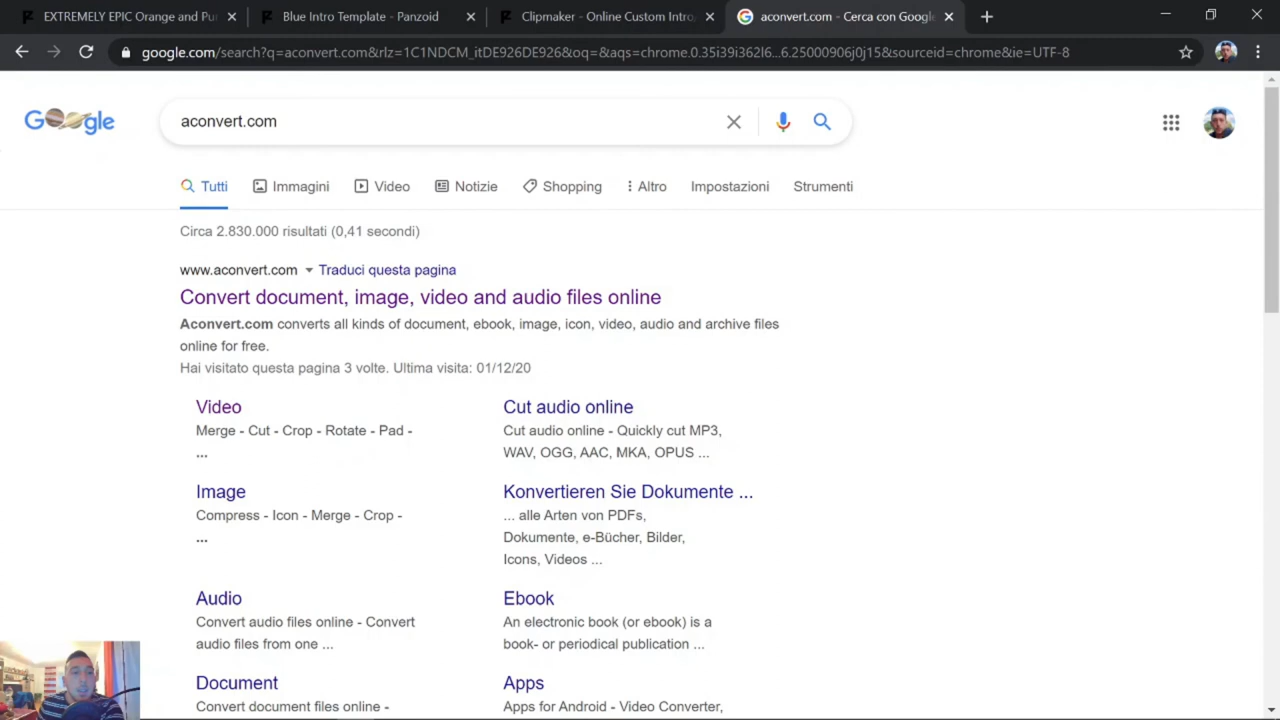 EXTREMELY EPIC Orange and Pu
Blue Intro Template - Panzoid
Clipmaker - Online Custom Intro,
aconvert.com - Cerca con Google
google.com/search?q=aconvert.com&rlz=1C1NDCM_itDE926DE926&oq=&aqs=chrome.0.35i39i362l6...6.25000906j0j15&sourceid=chrome&ie=UTF-8
Google
aconvert.com
Tutti
Immagini
Video
Notizie
Shopping
Altro
Impostazioni
Strumenti
Circa 2.830.000 risultati (0,41 secondi)
www.aconvert.com
Traduci questa pagina
Convert document, image, video and audio files online
Aconvert.com converts all kinds of document, ebook, image, icon, video, audio and archive files
online for free.
Hai visitato questa pagina 3 volte. Ultima visita: 01/12/20
Video
Merge - Cut - Crop - Rotate - Pad -
...
Cut audio online
Cut audio online - Quickly cut MP3,
WAV, OGG, AAC, MKA, OPUS ...
Image
Compress - Icon - Merge - Crop -
...
Konvertieren Sie Dokumente ...
... alle Arten von PDFs,
Dokumente, e-Bücher, Bilder,
Icons, Videos ...
Audio
Convert audio files online - Convert
audio files from one ...
Ebook
An electronic book (or ebook) is a
book- or periodical publication ...
Document
Convert document files online -
Apps
Apps for Android - Video Converter,